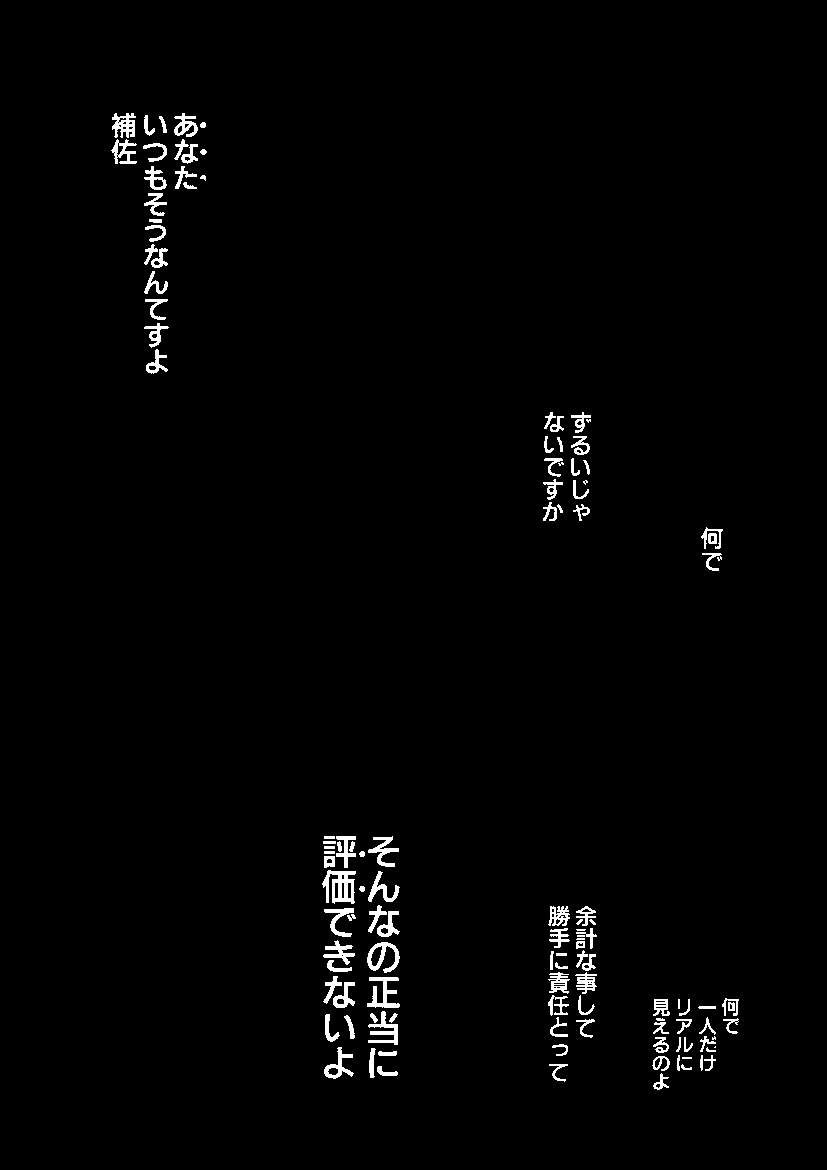 何で
ずるいじゃ
ないですか
あなた
いつもそうなんてすよ
補佐
何で
一人だけ
リアルに
見えるのよ
余計な事して
勝手に責任とって
そんなの正当に
評価できないよ